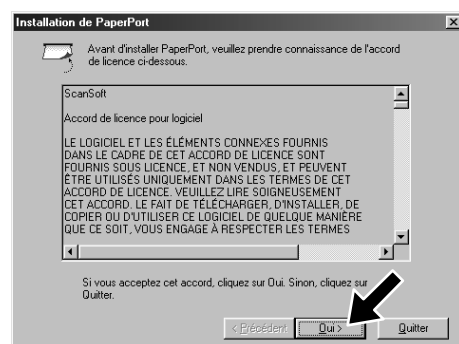 Installation de PaperPort
Avant d'installer PaperPort, veuillez prendre connaissance de l'accord
de licence ci-dessous.
ScanSoft
Accord de licence pour logiciel
LE LOGICIEL ET LES ÉLÉMENTS CONNEXES FOURNIS
DANS LE CADRE DE CET ACCORD DE LICENCE SONT
FOURNIS SOUS LICENCE, ET NON VENDUS, ET PEUVENT
ÊTRE UTILISÉS UNIQUEMENT DANS LES TERMES DE CET
ACCORD DE LICENCE. VEUILLEZ LIRE SOIGNEUSEMENT
CET ACCORD. LE FAIT DE TÉLÉCHARGER, D'INSTALLER, DE
COPIER OU D'UTILISER CE LOGICIEL DE QUELQUE MANIÈRE
QUE CE SOIT, VOUS ENGAGE À RESPECTER LES TERMES
Si vous acceptez cet accord, cliquez sur Oui. Sinon, cliquez sur
Quitter.
< Précédent Oui > Quitter